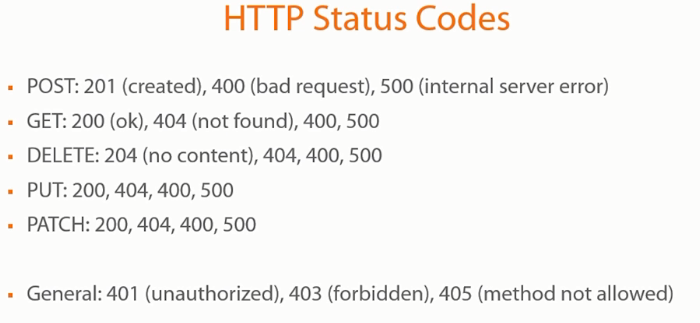 HTTP Status Codes
▪ POST: 201 (created), 400 (bad request), 500 (internal server error)
▪ GET: 200 (ok), 404 (not found), 400, 500
▪ DELETE: 204 (no content), 404, 400, 500
▪ PUT: 200, 404, 400, 500
▪ PATCH: 200, 404, 400, 500
▪ General: 401 (unauthorized), 403 (forbidden), 405 (method not allowed)